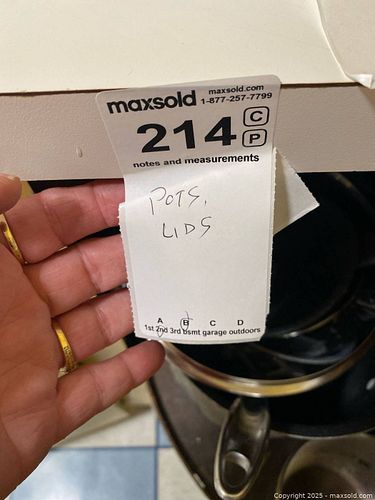 maxsold
maxsold.com
1-877-257-7799
214
C
P
notes and measurements
POTS,
LIDS
A B C D
1st 2nd 3rd bsmt garage outdoors
Copyright 2025 - maxsold.com